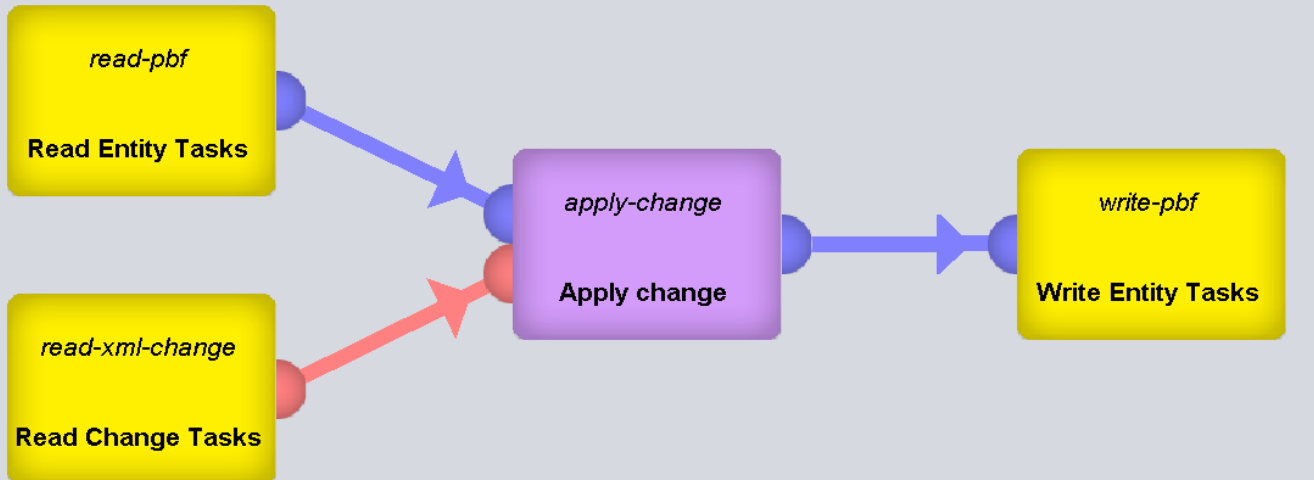 read-pbf
Read Entity Tasks
apply-change
Apply change
write-pbf
Write Entity Tasks
read-xml-change
Read Change Tasks